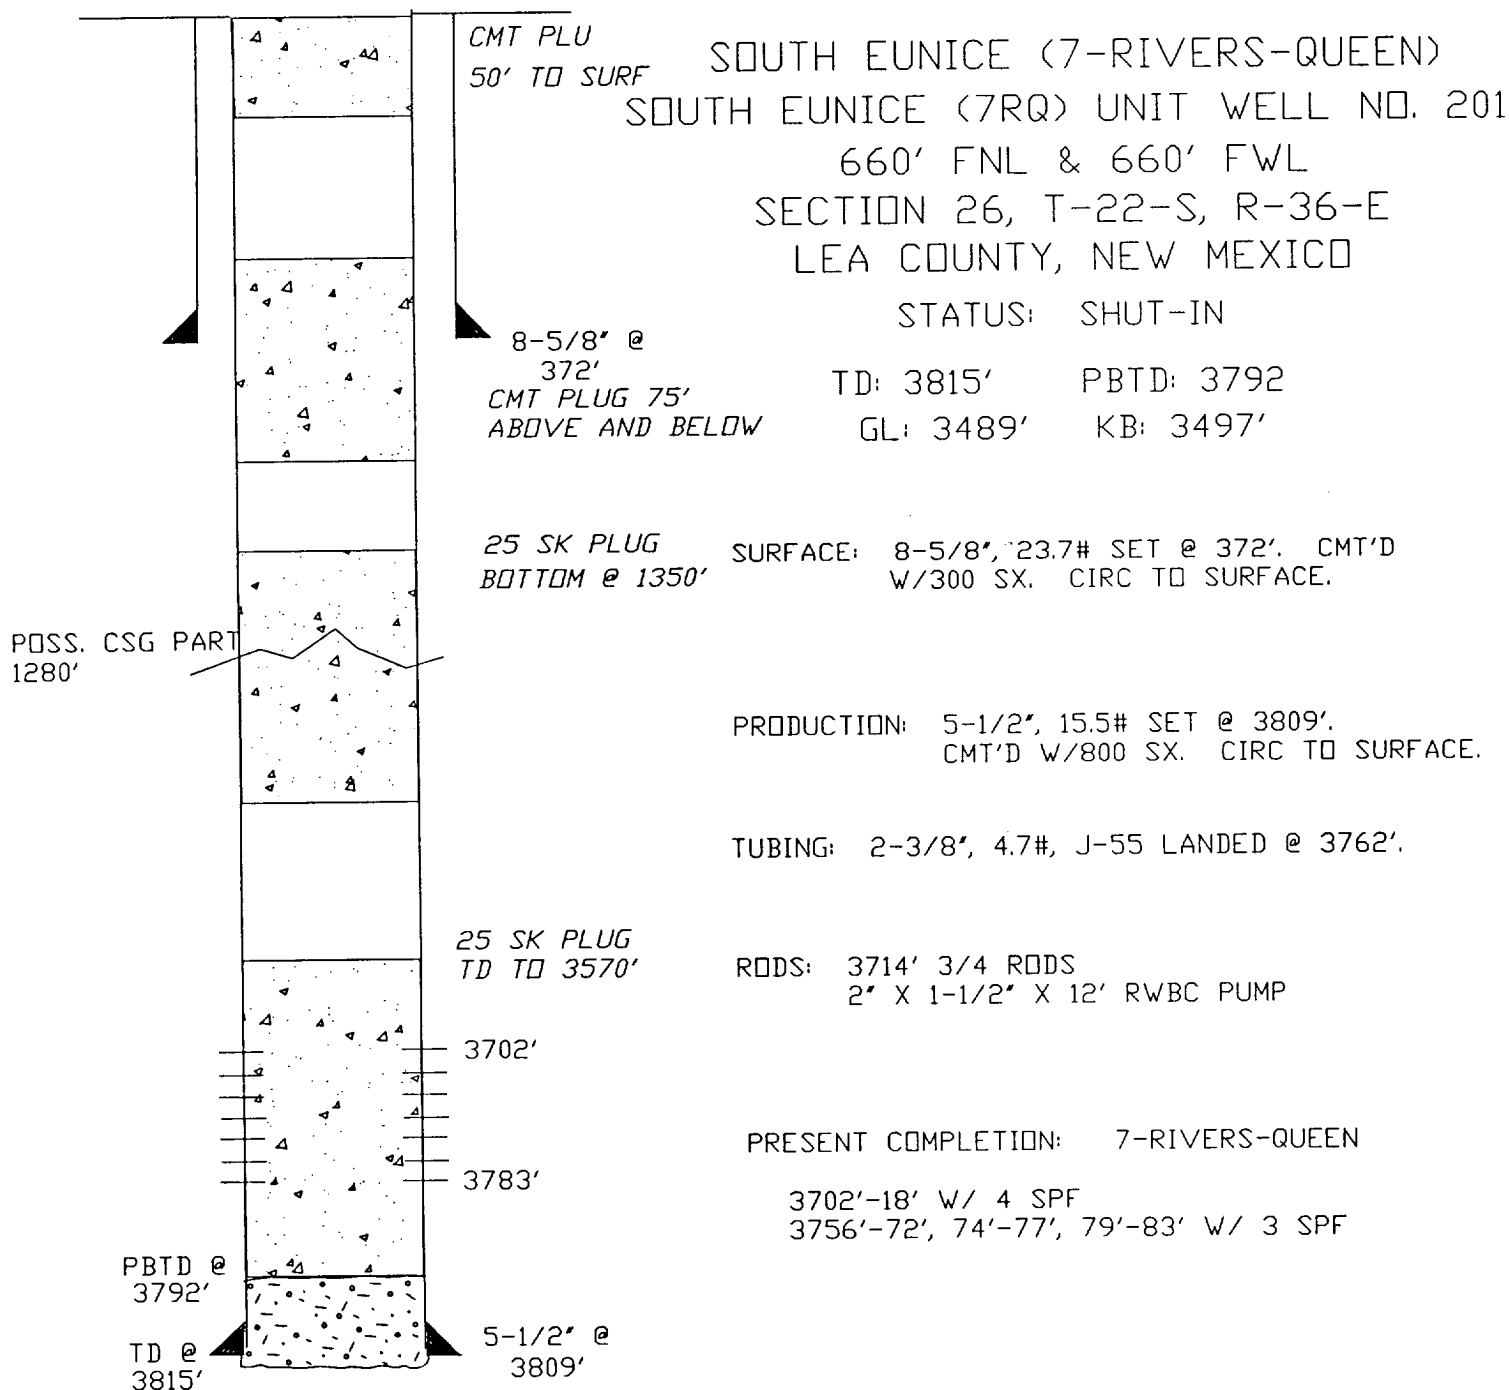 CMT PLU
50' TO SURF
SOUTH EUNICE (7-RIVERS-QUEEN)
SOUTH EUNICE (7RQ) UNIT WELL NO. 201
660' FNL & 660' FWL
SECTION 26, T-22-S, R-36-E
LEA COUNTY, NEW MEXICO
STATUS: SHUT-IN
TD: 3815' PBTD: 3792
GL: 3489' KB: 3497'
8-5/8" @
372'
CMT PLUG 75'
ABOVE AND BELOW
25 SK PLUG
BOTTOM @ 1350'
SURFACE: 8-5/8", 23.7# SET @ 372'. CMT'D
W/300 SX. CIRC TO SURFACE.
POSS. CSG PART
1280'
PRODUCTION: 5-1/2", 15.5# SET @ 3809'.
CMT'D W/800 SX. CIRC TO SURFACE.
TUBING: 2-3/8", 4.7#, J-55 LANDED @ 3762'.
25 SK PLUG
TD TO 3570'
RODS: 3714' 3/4 RODS
2" X 1-1/2" X 12' RWBC PUMP
3702'
3783'
PRESENT COMPLETION: 7-RIVERS-QUEEN
3702'-18' W/ 4 SPF
3756'-72', 74'-77', 79'-83' W/ 3 SPF
PBTD @
3792'
TD @
3815'
5-1/2" @
3809'